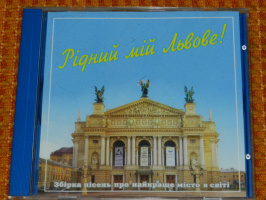 Рідний мій Львове!
Збірка пісень про найкраще місто в світі